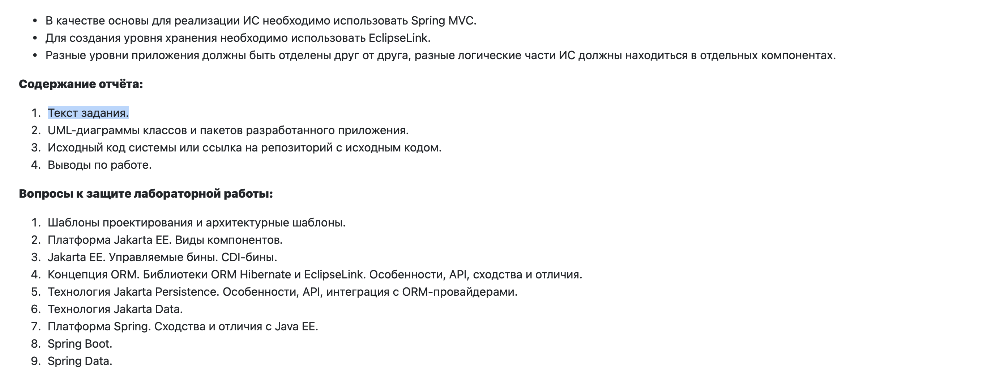 • В качестве основы для реализации ИС необходимо использовать Spring MVC.
• Для создания уровня хранения необходимо использовать EclipseLink.
• Разные уровни приложения должны быть отделены друг от друга, разные логические части ИС должны находиться в отдельных компонентах.
Содержание отчёта:
1. Текст задания.
2. UML-диаграммы классов и пакетов разработанного приложения.
3. Исходный код системы или ссылка на репозиторий с исходным кодом.
4. Выводы по работе.
Вопросы к защите лабораторной работы:
1. Шаблоны проектирования и архитектурные шаблоны.
2. Платформа Jakarta EE. Виды компонентов.
3. Jakarta EE. Управляемые бины. CDI-бины.
4. Концепция ORM. Библиотеки ORM Hibernate и EclipseLink. Особенности, API, сходства и отличия.
5. Технология Jakarta Persistence. Особенности, API, интеграция с ORM-провайдерами.
6. Технология Jakarta Data.
7. Платформа Spring. Сходства и отличия с Java EE.
8. Spring Boot.
9. Spring Data.